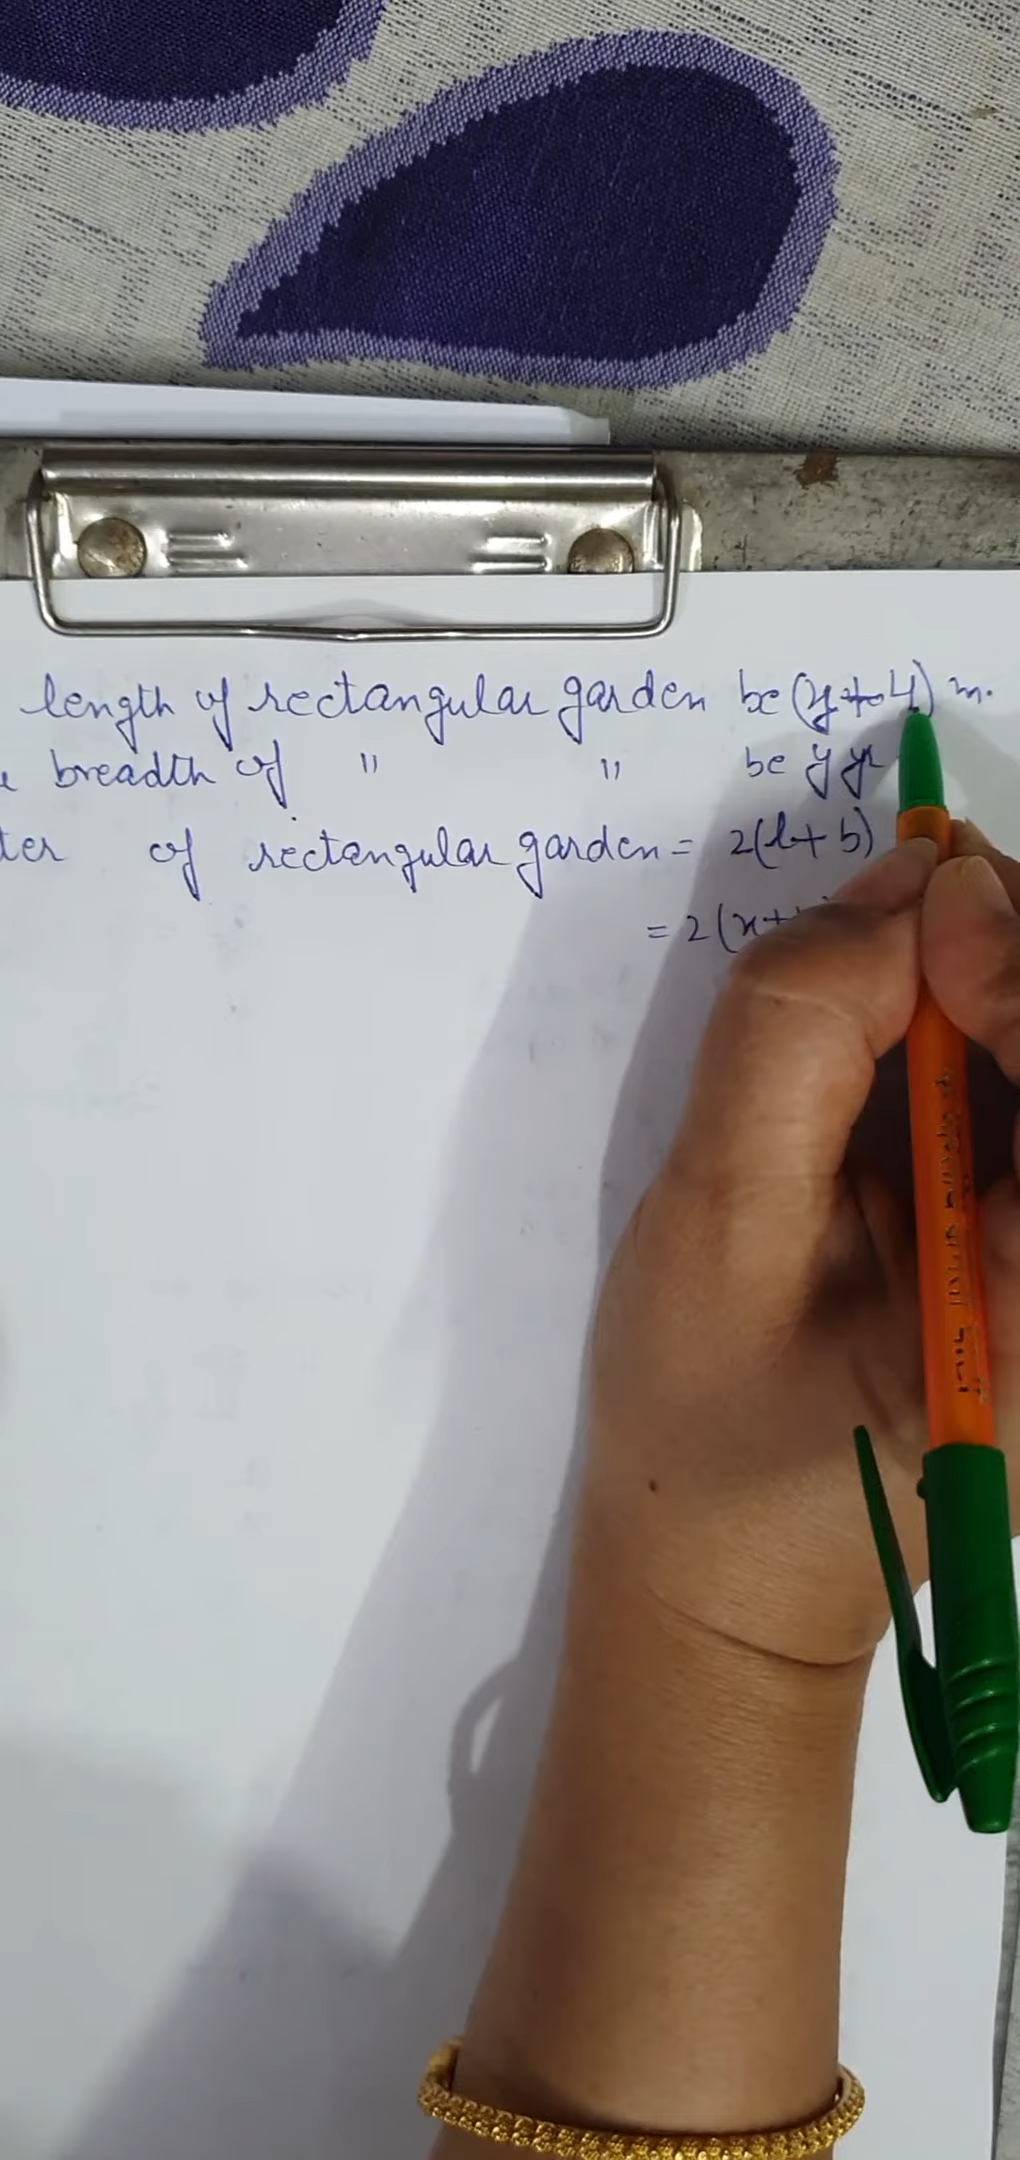 length of rectangular garden be (y+4) m.
breadth of " " be y
ter of rectangular garden = 2(l+b)
= 2(x+